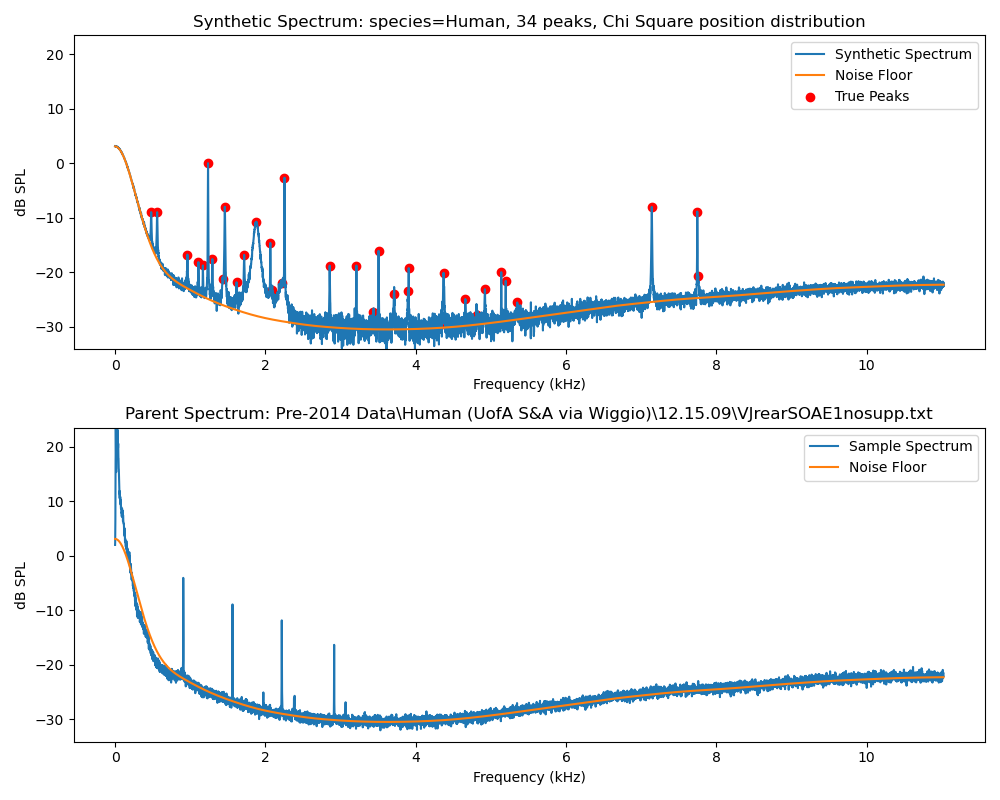 Synthetic Spectrum: species=Human, 34 peaks, Chi Square position distribution
20
10
0
−10
−20
−30
dB SPL
Synthetic Spectrum
Noise Floor
True Peaks
0 2 4 6 8 10
Frequency (kHz)
Parent Spectrum: Pre-2014 Data\Human (UofA S&A via Wiggio)\12.15.09\VJrearSOAE1nosupp.txt
20
10
0
−10
−20
−30
dB SPL
Sample Spectrum
Noise Floor
0 2 4 6 8 10
Frequency (kHz)